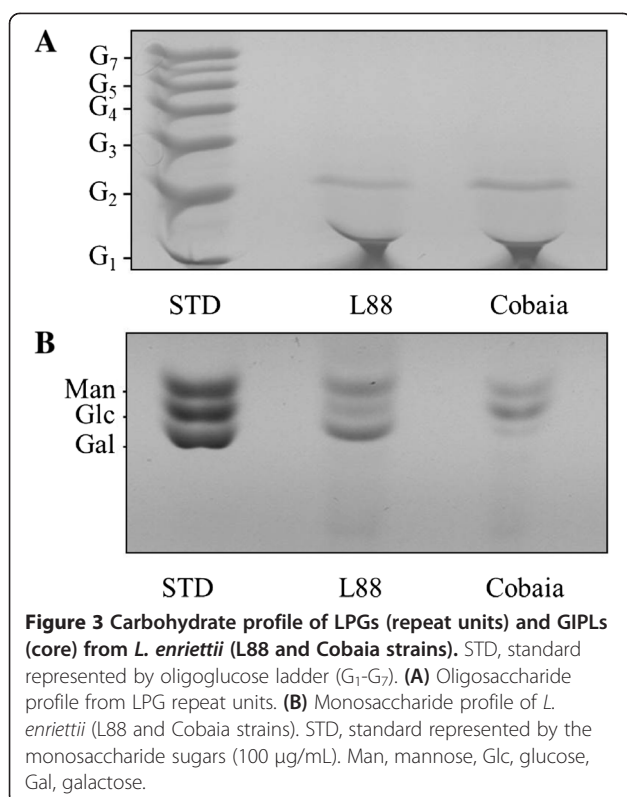 A
G₇
G₅
G₄
G₃
G₂
G₁
STD L88 Cobaia
B
Man
Glc
Gal
STD L88 Cobaia
Figure 3 Carbohydrate profile of LPGs (repeat units) and GIPLs
(core) from L. enriettii (L88 and Cobaia strains). STD, standard
represented by oligoglucose ladder (G₁-G₇). (A) Oligosaccharide
profile from LPG repeat units. (B) Monosaccharide profile of L.
enriettii (L88 and Cobaia strains). STD, standard represented by the
monosaccharide sugars (100 μg/mL). Man, mannose, Glc, glucose,
Gal, galactose.